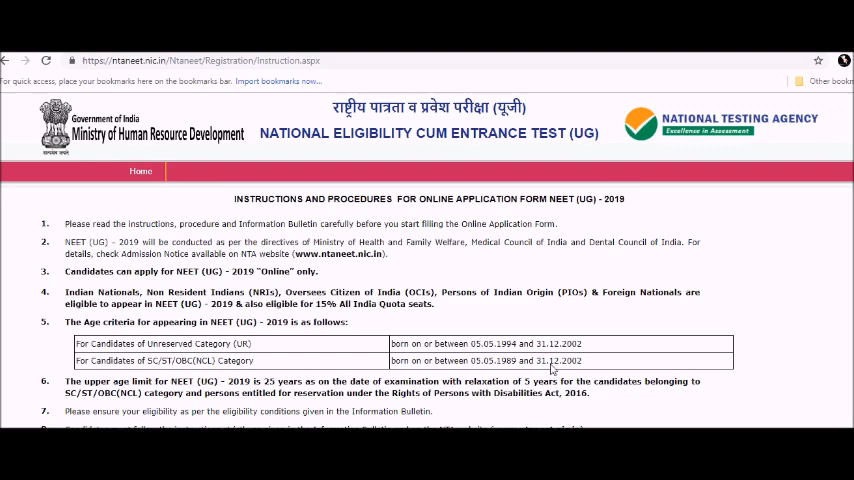 https://ntaneet.nic.in/Ntaneet/Registration/Instruction.aspx
For quick access, place your bookmarks here on the bookmarks bar. Import bookmarks now...
Other bookm
Government of India
Ministry of Human Resource Development
राष्ट्रीय पात्रता व प्रवेश परीक्षा (यूजी)
NATIONAL ELIGIBILITY CUM ENTRANCE TEST (UG)
NATIONAL TESTING AGENCY
Excellence in Assessment
Home
INSTRUCTIONS AND PROCEDURES FOR ONLINE APPLICATION FORM NEET (UG) - 2019
1. Please read the instructions, procedure and Information Bulletin carefully before you start filling the Online Application Form.
2. NEET (UG) - 2019 will be conducted as per the directives of Ministry of Health and Family Welfare, Medical Council of India and Dental Council of India. For
details, check Admission Notice available on NTA website (www.ntaneet.nic.in).
3. Candidates can apply for NEET (UG) - 2019 "Online" only.
4. Indian Nationals, Non Resident Indians (NRIs), Oversees Citizen of India (OCIs), Persons of Indian Origin (PIOs) & Foreign Nationals are
eligible to appear in NEET (UG) - 2019 & also eligible for 15% All India Quota seats.
5. The Age criteria for appearing in NEET (UG) - 2019 is as follows:
For Candidates of Unreserved Category (UR) born on or between 05.05.1994 and 31.12.2002
For Candidates of SC/ST/OBC(NCL) Category born on or between 05.05.1989 and 31.12.2002
6. The upper age limit for NEET (UG) - 2019 is 25 years as on the date of examination with relaxation of 5 years for the candidates belonging to
SC/ST/OBC(NCL) category and persons entitled for reservation under the Rights of Persons with Disabilities Act, 2016.
7. Please ensure your eligibility as per the eligibility conditions given in the Information Bulletin.